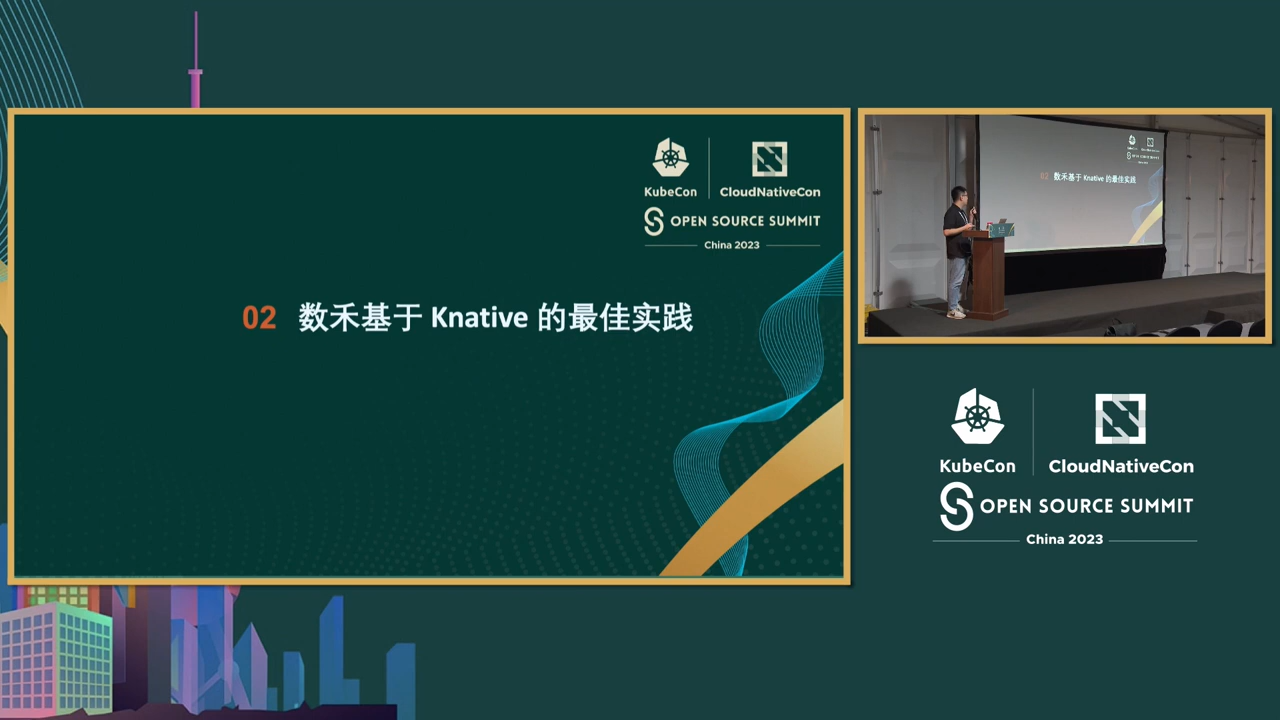 KubeCon
CloudNativeCon
OPEN SOURCE SUMMIT
China 2023
02 数禾基于 Knative 的最佳实践
02 数禾基于 Knative 的最佳实践
KubeCon
CloudNativeCon
OPEN SOURCE SUMMIT
China 2023